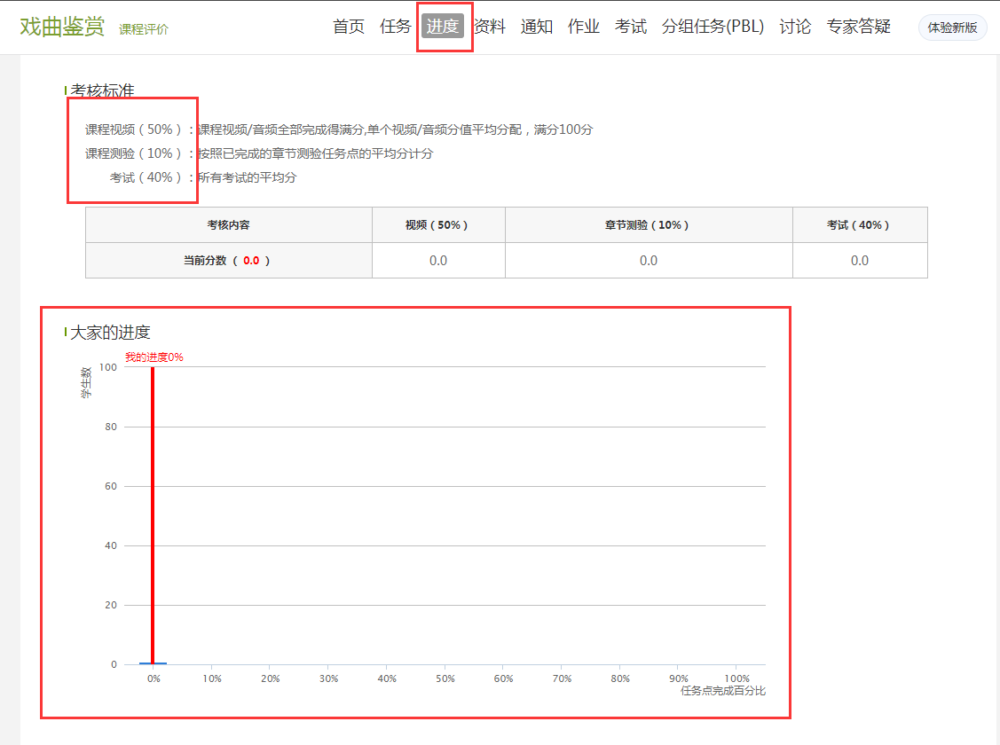 戏曲鉴赏 课程评价 首页 任务 进度 资料 通知 作业 考试 分组任务(PBL) 讨论 专家答疑 体验新版
考核标准
课程视频（50%）：课程视频/音频全部完成得满分,单个视频/音频分值平均分配，满分100分
课程测验（10%）：按照已完成的章节测验任务点的平均分计分
考试（40%）：所有考试的平均分
考核内容 视频（50%） 章节测验（10%） 考试（40%）
当前分数（ 0.0 ） 0.0 0.0 0.0
大家的进度
我的进度0%
学生数
100
80
60
40
20
0
0% 10% 20% 30% 40% 50% 60% 70% 80% 90% 100%
任务点完成百分比